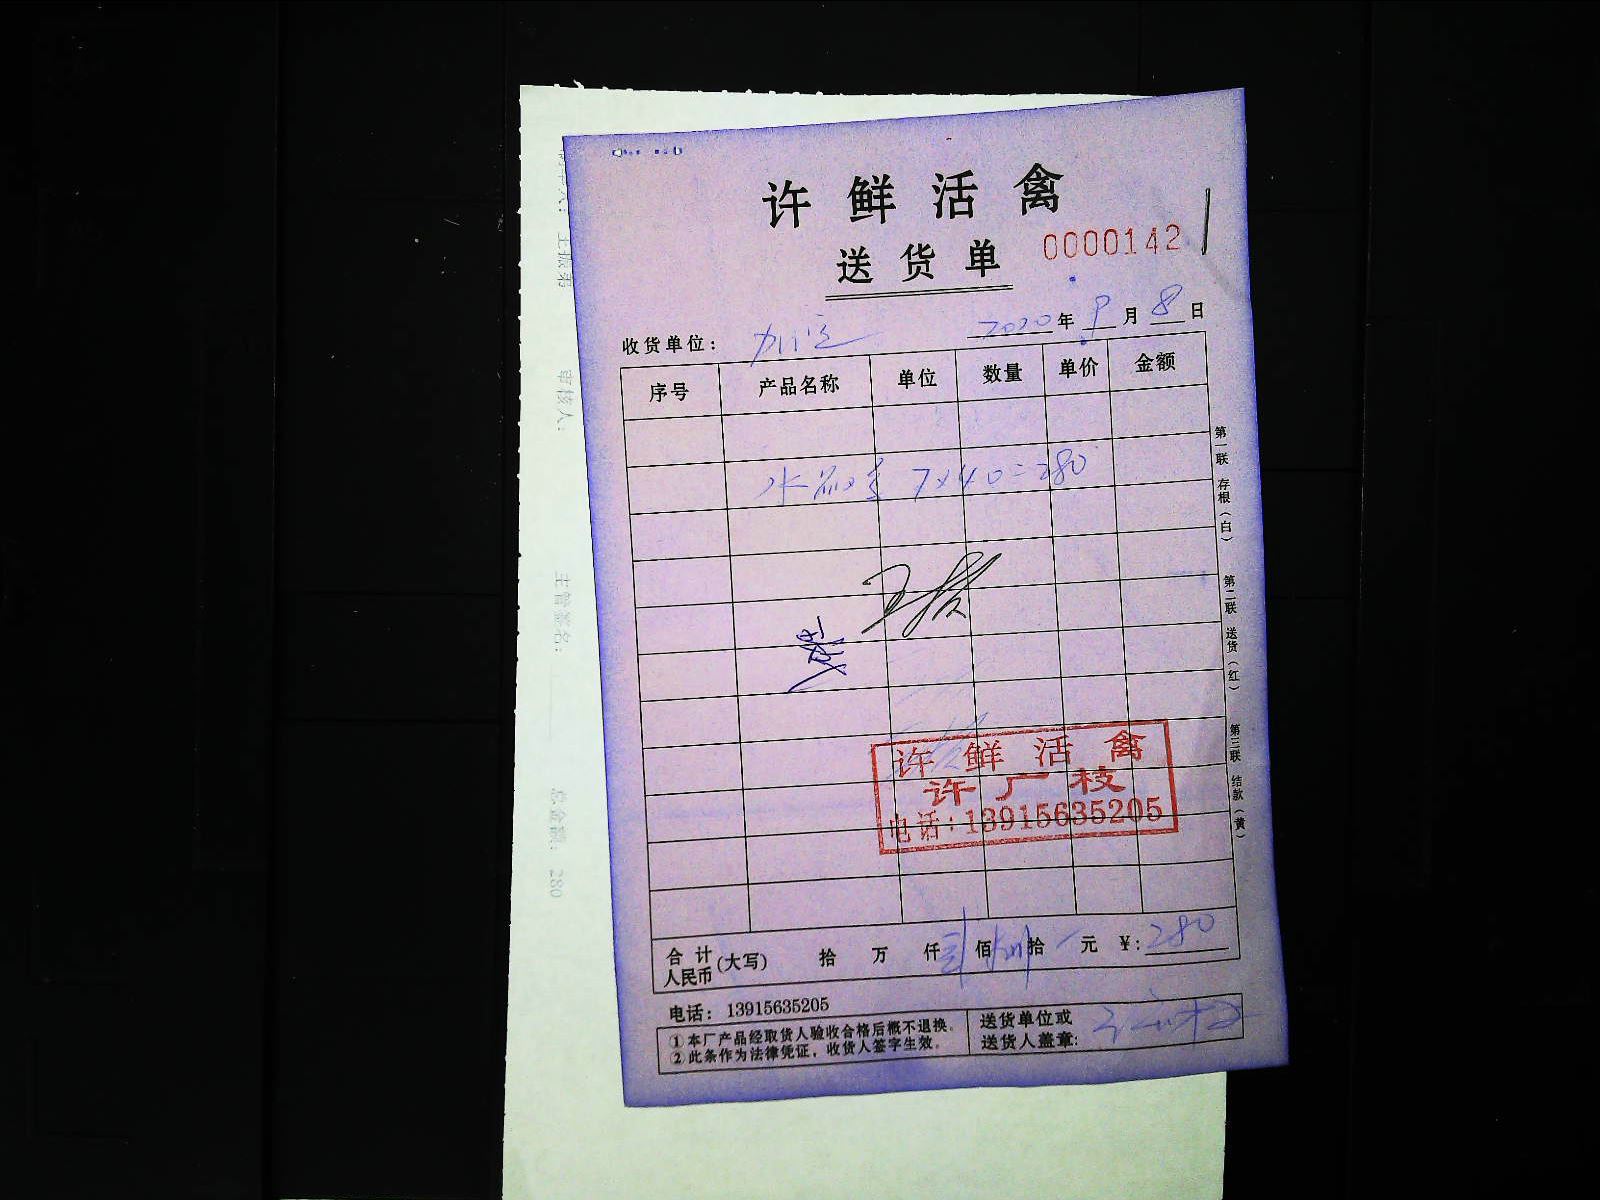 许鲜活禽
送货单 0000142
收货单位： 2020年9月8日
序号 产品名称 单位 数量 单价 金额
7×40=280
许鲜活禽
许广枝
电话：13915635205
合计人民币(大写) 拾 万 仟 贰 佰 捌 拾 元 ¥: 280
电话：13915635205
①本厂产品经取货人验收合格后概不退换。
②此条作为法律凭证，收货人签字生效。
送货单位或
送货人盖章:
第一联 存根（白） 第二联 送货（红） 第三联 结款（黄）
审核人：
主管签名：
总金额：280